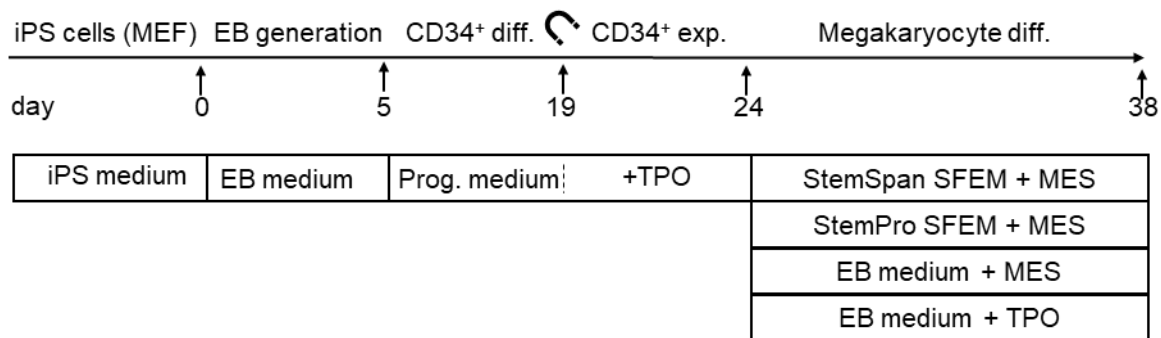 iPS cells (MEF) EB generation CD34⁺ diff. CD34⁺ exp. Megakaryocyte diff.
day 0 5 19 24 38
iPS medium EB medium Prog. medium +TPO StemSpan SFEM + MES
StemPro SFEM + MES
EB medium + MES
EB medium + TPO